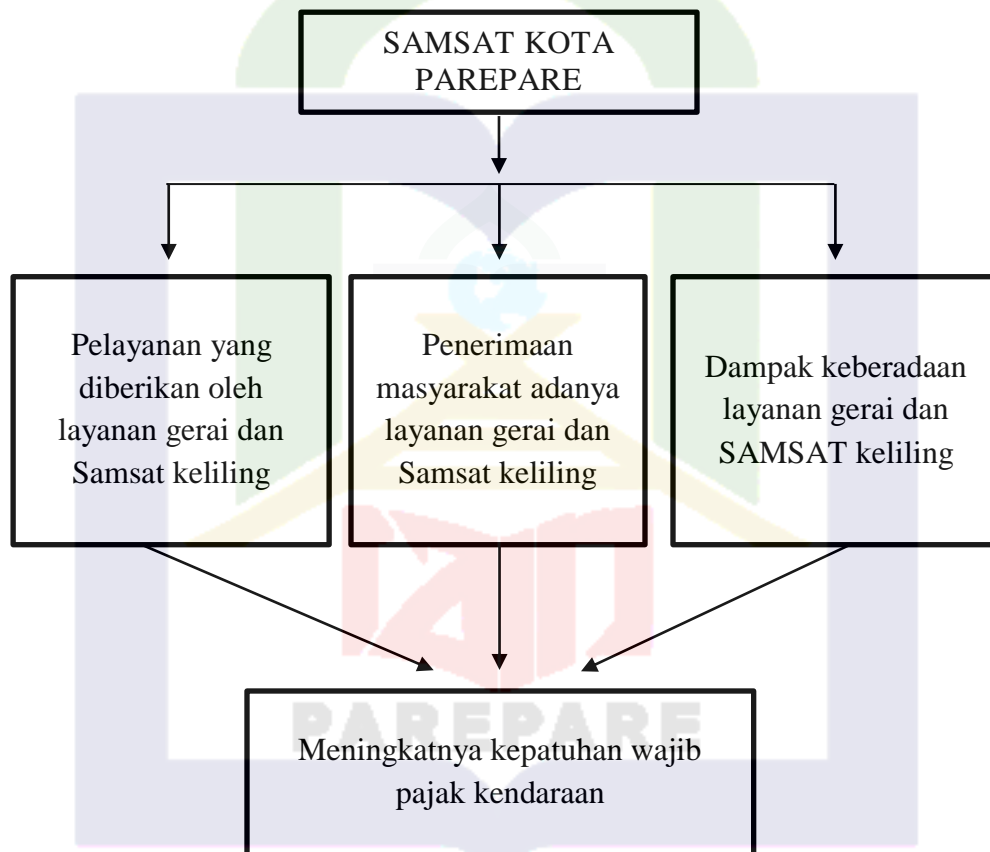 SAMSAT KOTA
PAREPARE
Pelayanan yang
diberikan oleh
layanan gerai dan
Samsat keliling
Penerimaan
masyarakat adanya
layanan gerai dan
Samsat keliling
Dampak keberadaan
layanan gerai dan
SAMSAT keliling
PAREPARE
Meningkatnya kepatuhan wajib
pajak kendaraan